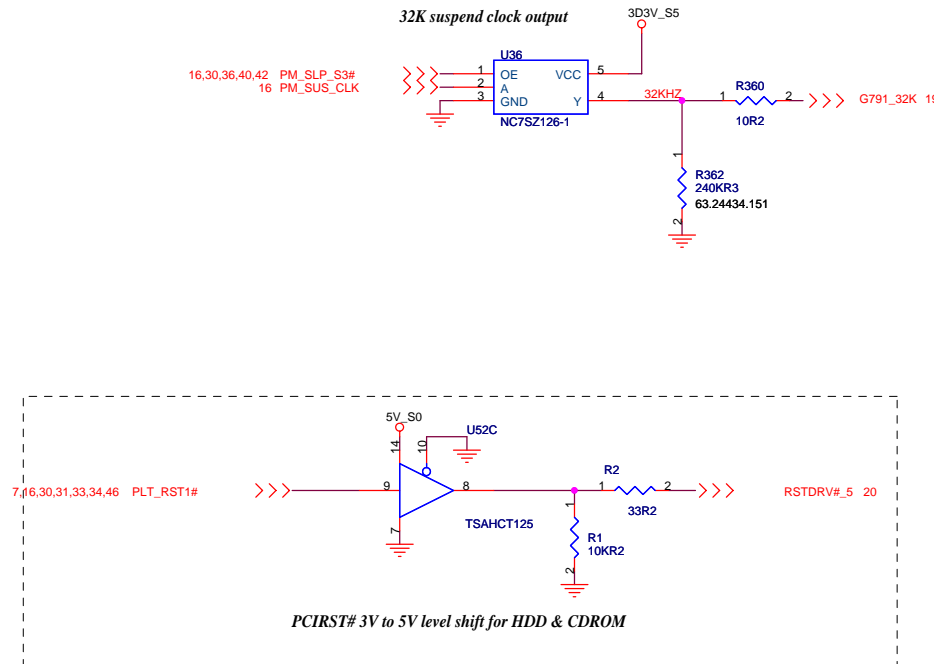 32K suspend clock output
3D3V_S5
U36
16,30,36,40,42 PM_SLP_S3#
1 OE VCC 5
16 PM_SUS_CLK
2 A
3 GND Y 4
32KHZ
NC7SZ126-1
R360
1 2
10R2
G791_32K 19
1
R362
240KR3
63.24434.151
2
5V_S0
14
10
U52C
7,16,30,31,33,34,46 PLT_RST1#
9
8
7
TSAHCT125
R2
1 2
33R2
RSTDRV#_5 20
1
R1
10KR2
2
PCIRST# 3V to 5V level shift for HDD & CDROM